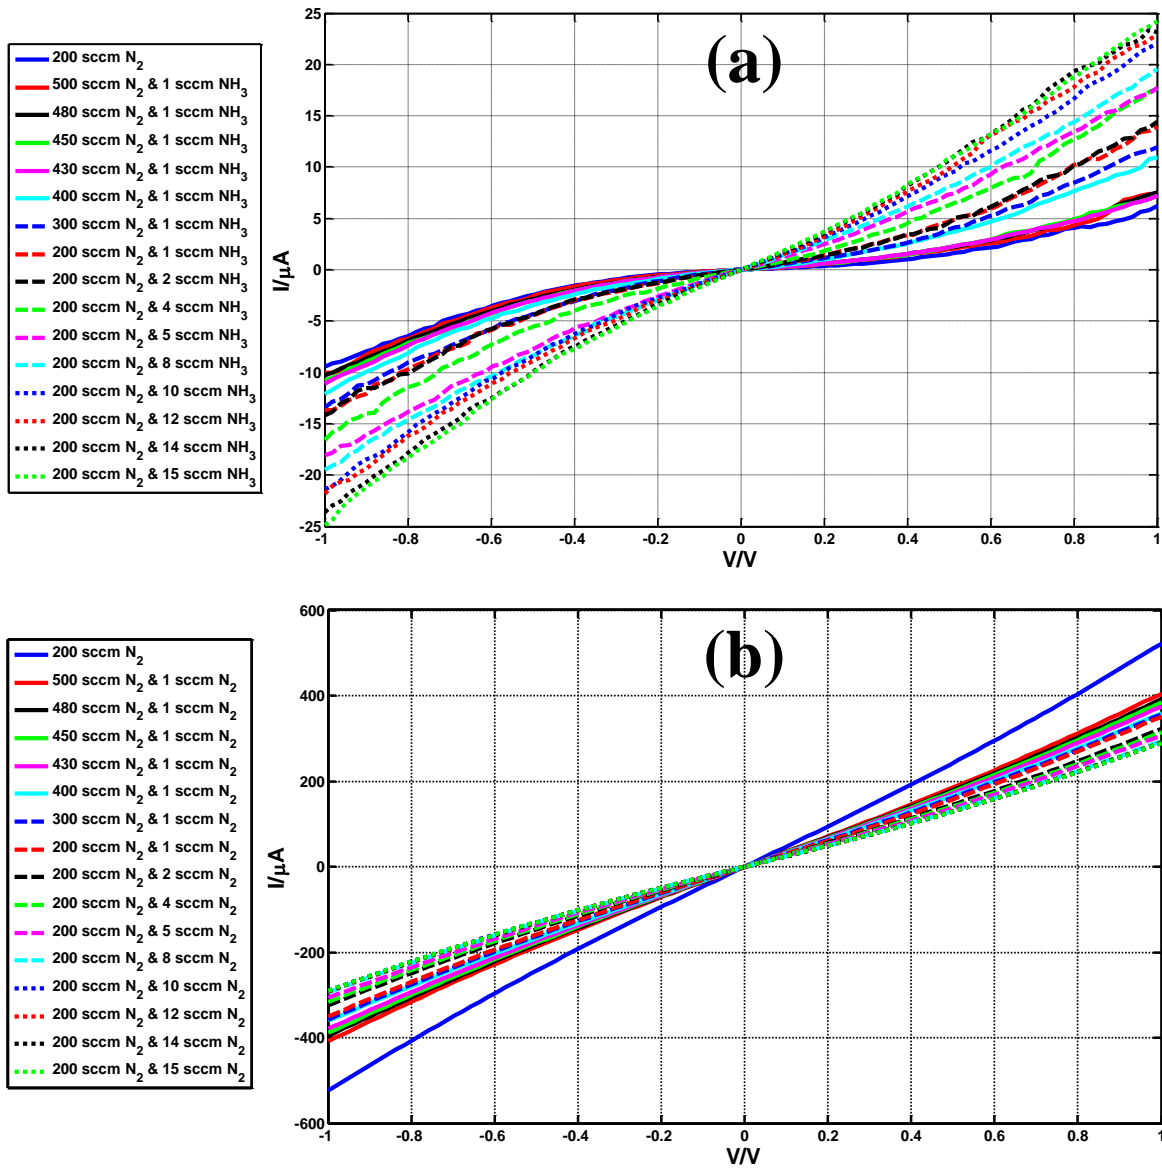 (a)
200 sccm N2
500 sccm N2 & 1 sccm NH3
480 sccm N2 & 1 sccm NH3
450 sccm N2 & 1 sccm NH3
430 sccm N2 & 1 sccm NH3
400 sccm N2 & 1 sccm NH3
300 sccm N2 & 1 sccm NH3
200 sccm N2 & 1 sccm NH3
200 sccm N2 & 2 sccm NH3
200 sccm N2 & 4 sccm NH3
200 sccm N2 & 5 sccm NH3
200 sccm N2 & 8 sccm NH3
200 sccm N2 & 10 sccm NH3
200 sccm N2 & 12 sccm NH3
200 sccm N2 & 14 sccm NH3
200 sccm N2 & 15 sccm NH3
I/μA
25
20
15
10
5
0
-5
-10
-15
-20
-25
-1 -0.8 -0.6 -0.4 -0.2 0 0.2 0.4 0.6 0.8 1
V/V
(b)
200 sccm N2
500 sccm N2 & 1 sccm N2
480 sccm N2 & 1 sccm N2
450 sccm N2 & 1 sccm N2
430 sccm N2 & 1 sccm N2
400 sccm N2 & 1 sccm N2
300 sccm N2 & 1 sccm N2
200 sccm N2 & 1 sccm N2
200 sccm N2 & 2 sccm N2
200 sccm N2 & 4 sccm N2
200 sccm N2 & 5 sccm N2
200 sccm N2 & 8 sccm N2
200 sccm N2 & 10 sccm N2
200 sccm N2 & 12 sccm N2
200 sccm N2 & 14 sccm N2
200 sccm N2 & 15 sccm N2
I/μA
600
400
200
0
-200
-400
-600
-1 -0.8 -0.6 -0.4 -0.2 0 0.2 0.4 0.6 0.8 1
V/V